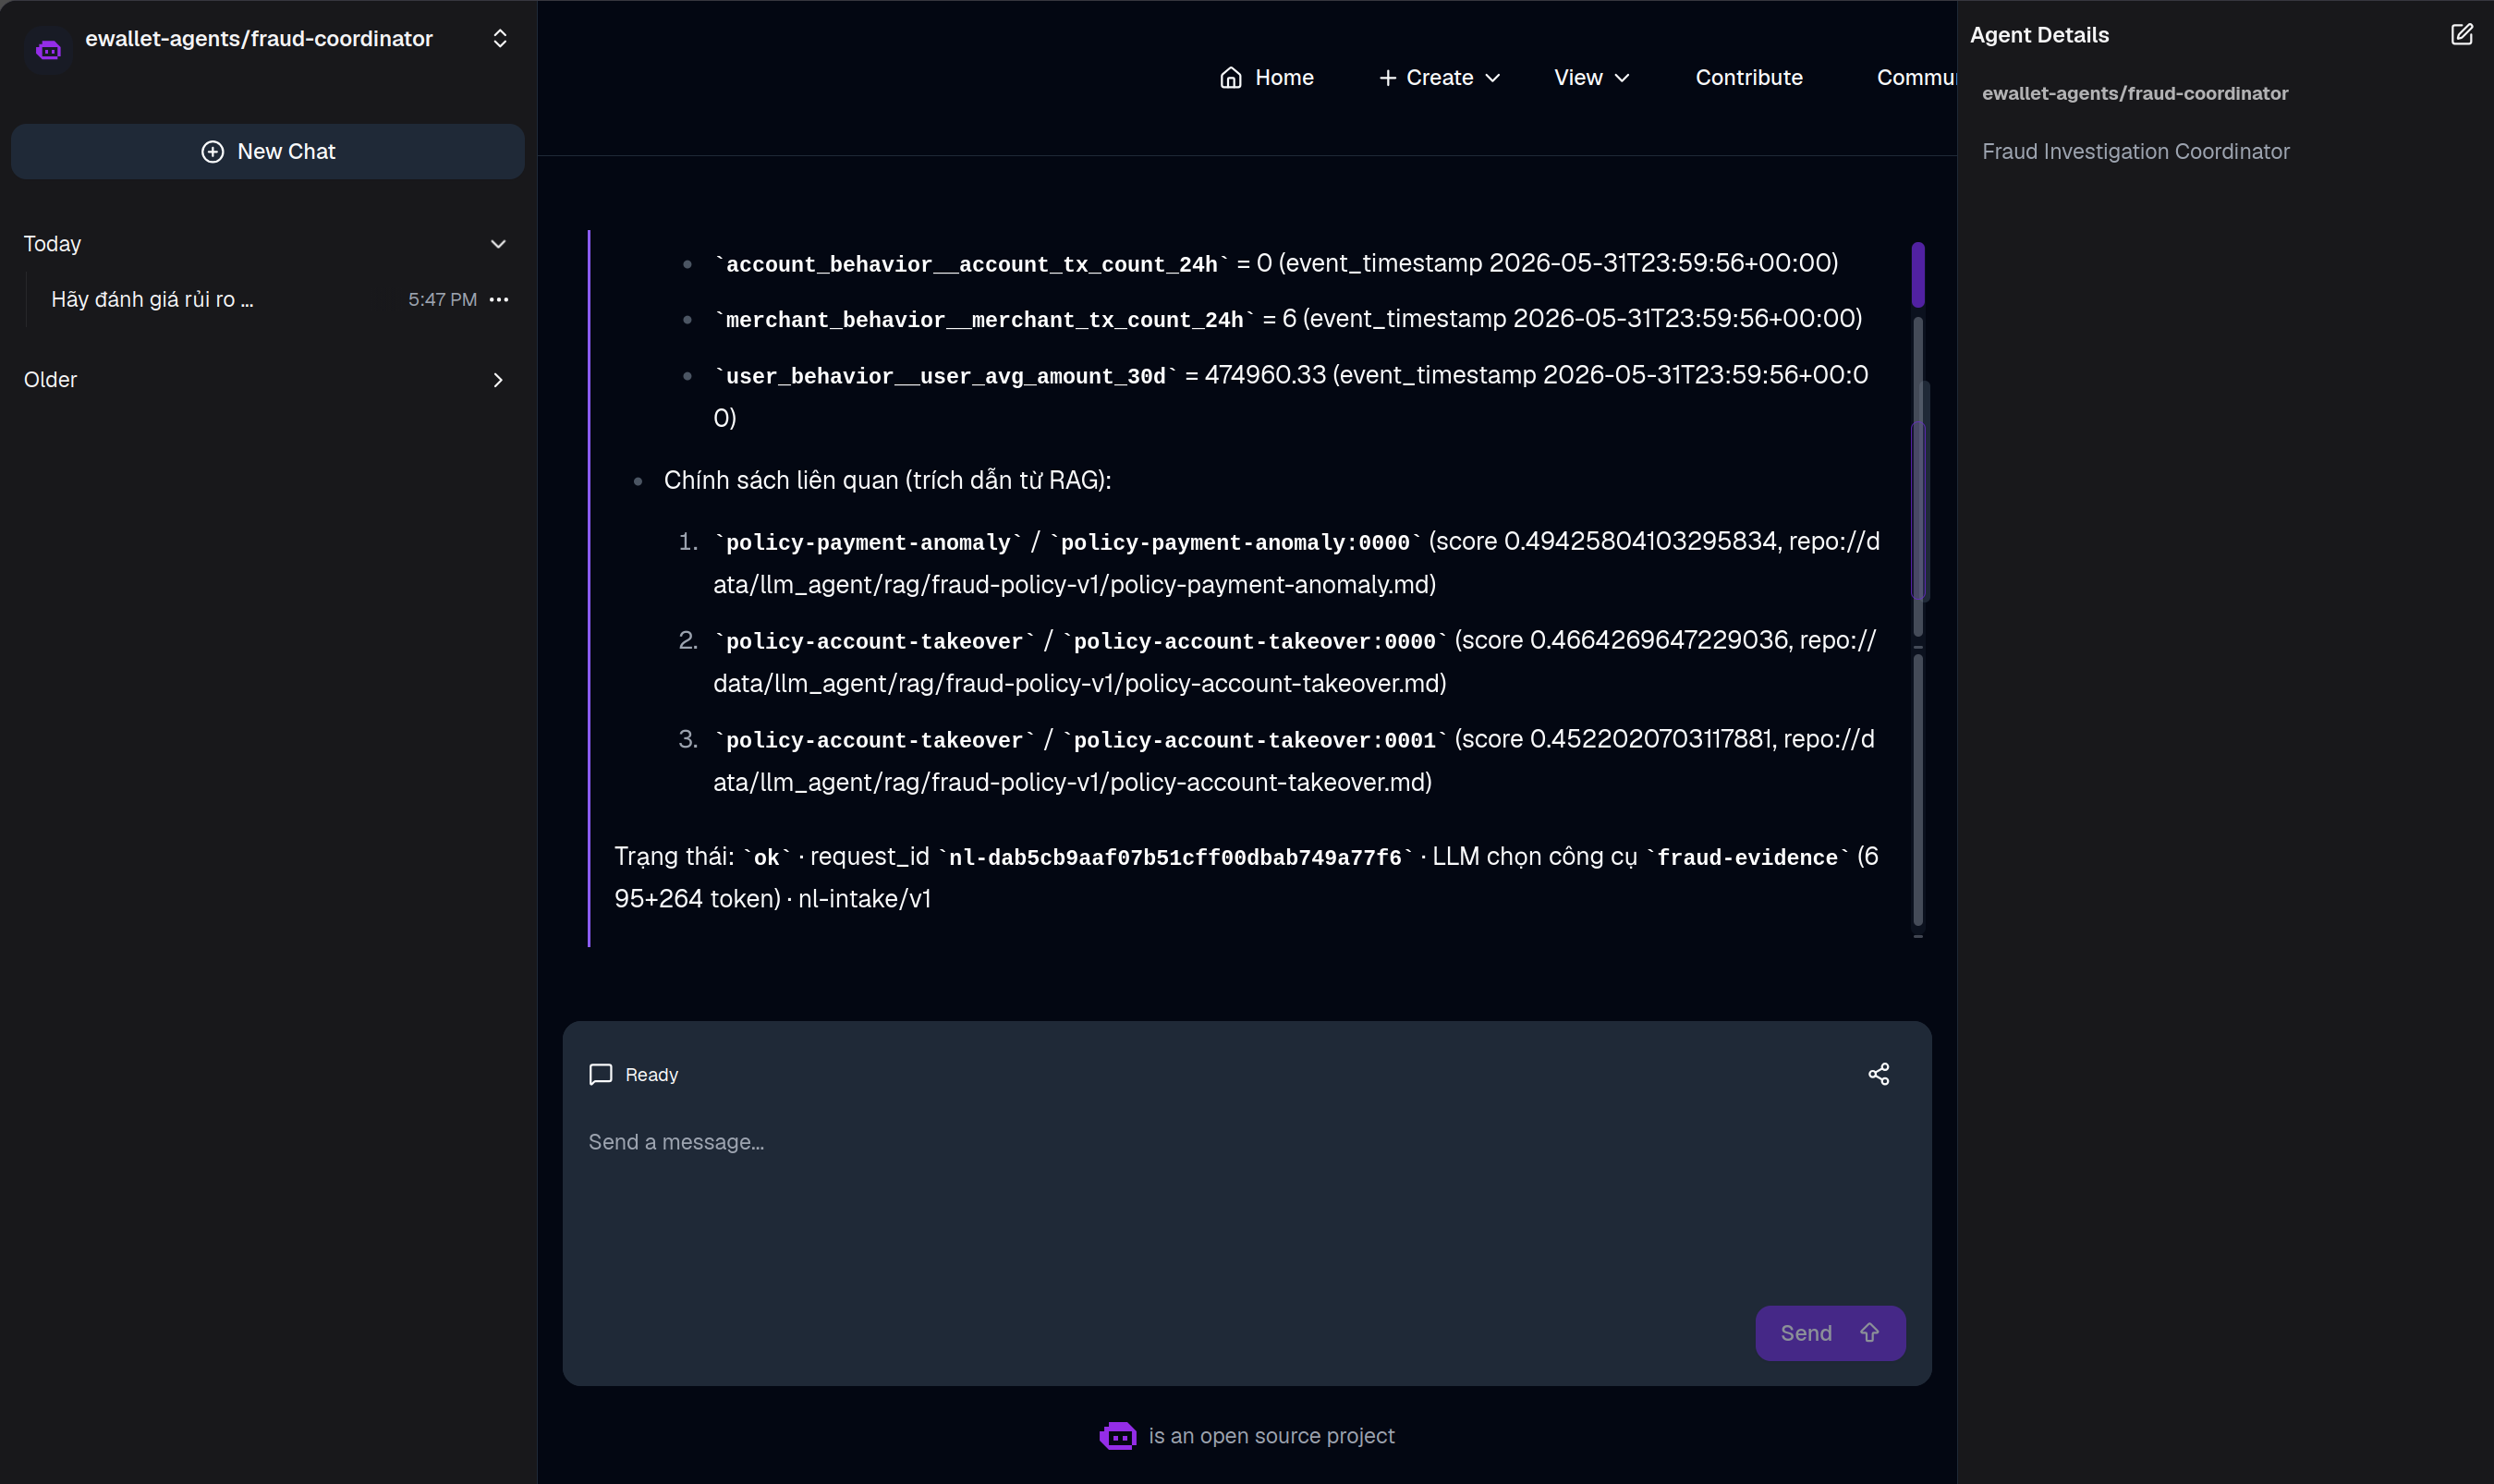 ewallet-agents/fraud-coordinator
New Chat
Today
Hãy đánh giá rủi ro ...
5:47 PM
Older
Home
Create
View
Contribute
Commun
`account_behavior__account_tx_count_24h` = 0 (event_timestamp 2026-05-31T23:59:56+00:00)
`merchant_behavior__merchant_tx_count_24h` = 6 (event_timestamp 2026-05-31T23:59:56+00:00)
`user_behavior__user_avg_amount_30d` = 474960.33 (event_timestamp 2026-05-31T23:59:56+00:0
0)
Chính sách liên quan (trích dẫn từ RAG):
1. `policy-payment-anomaly` / `policy-payment-anomaly:0000` (score 0.49425804103295834, repo://d
ata/llm_agent/rag/fraud-policy-v1/policy-payment-anomaly.md)
2. `policy-account-takeover` / `policy-account-takeover:0000` (score 0.4664269647229036, repo://
data/llm_agent/rag/fraud-policy-v1/policy-account-takeover.md)
3. `policy-account-takeover` / `policy-account-takeover:0001` (score 0.4522020703117881, repo://d
ata/llm_agent/rag/fraud-policy-v1/policy-account-takeover.md)
Trạng thái: `ok` · request_id `nl-dab5cb9aaf07b51cff00dbab749a77f6` · LLM chọn công cụ `fraud-evidence` (6
95+264 token) · nl-intake/v1
Ready
Send a message...
Send
is an open source project
Agent Details
ewallet-agents/fraud-coordinator
Fraud Investigation Coordinator